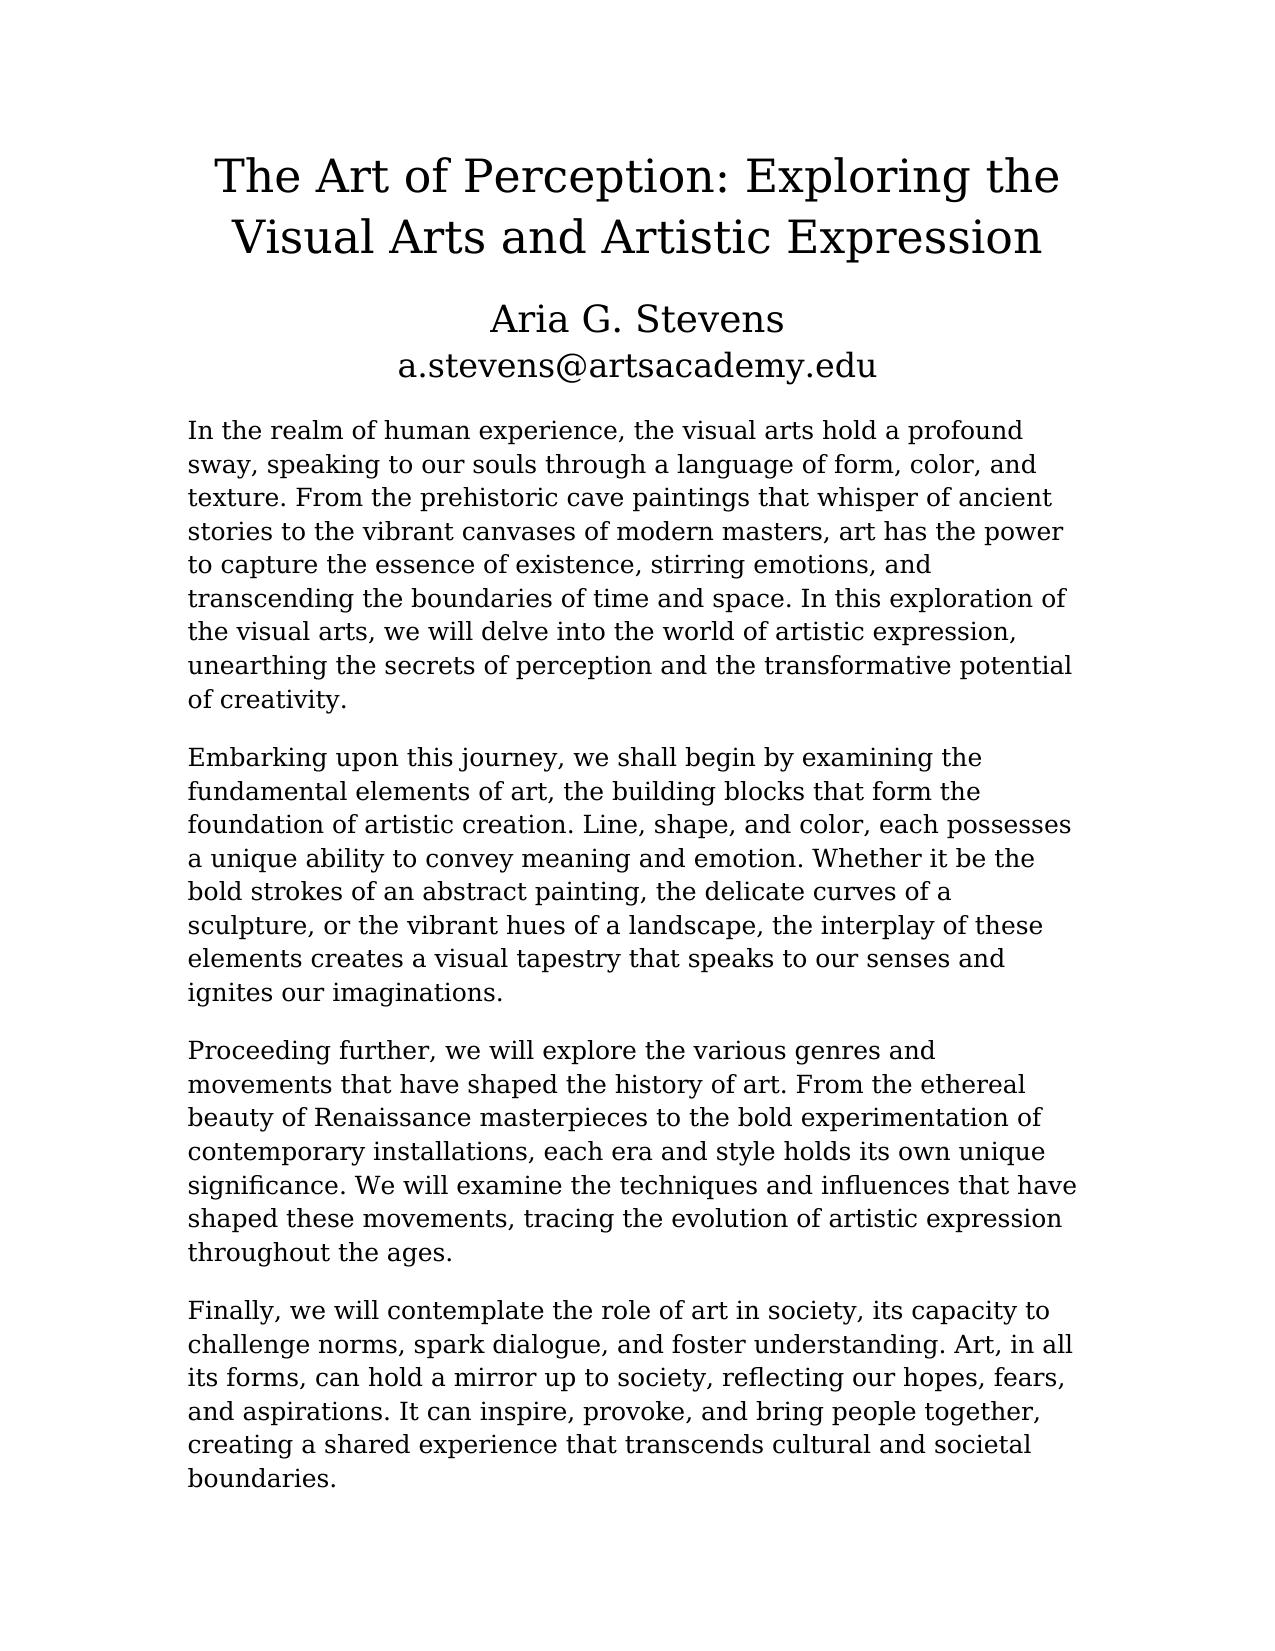 The Art of Perception: Exploring the
Visual Arts and Artistic Expression
Aria G. Stevens
a.stevens@artsacademy.edu
In the realm of human experience, the visual arts hold a profound
sway, speaking to our souls through a language of form, color, and
texture. From the prehistoric cave paintings that whisper of ancient
stories to the vibrant canvases of modern masters, art has the power
to capture the essence of existence, stirring emotions, and
transcending the boundaries of time and space. In this exploration of
the visual arts, we will delve into the world of artistic expression,
unearthing the secrets of perception and the transformative potential
of creativity.
Embarking upon this journey, we shall begin by examining the
fundamental elements of art, the building blocks that form the
foundation of artistic creation. Line, shape, and color, each possesses
a unique ability to convey meaning and emotion. Whether it be the
bold strokes of an abstract painting, the delicate curves of a
sculpture, or the vibrant hues of a landscape, the interplay of these
elements creates a visual tapestry that speaks to our senses and
ignites our imaginations.
Proceeding further, we will explore the various genres and
movements that have shaped the history of art. From the ethereal
beauty of Renaissance masterpieces to the bold experimentation of
contemporary installations, each era and style holds its own unique
significance. We will examine the techniques and influences that have
shaped these movements, tracing the evolution of artistic expression
throughout the ages.
Finally, we will contemplate the role of art in society, its capacity to
challenge norms, spark dialogue, and foster understanding. Art, in all
its forms, can hold a mirror up to society, reflecting our hopes, fears,
and aspirations. It can inspire, provoke, and bring people together,
creating a shared experience that transcends cultural and societal
boundaries.